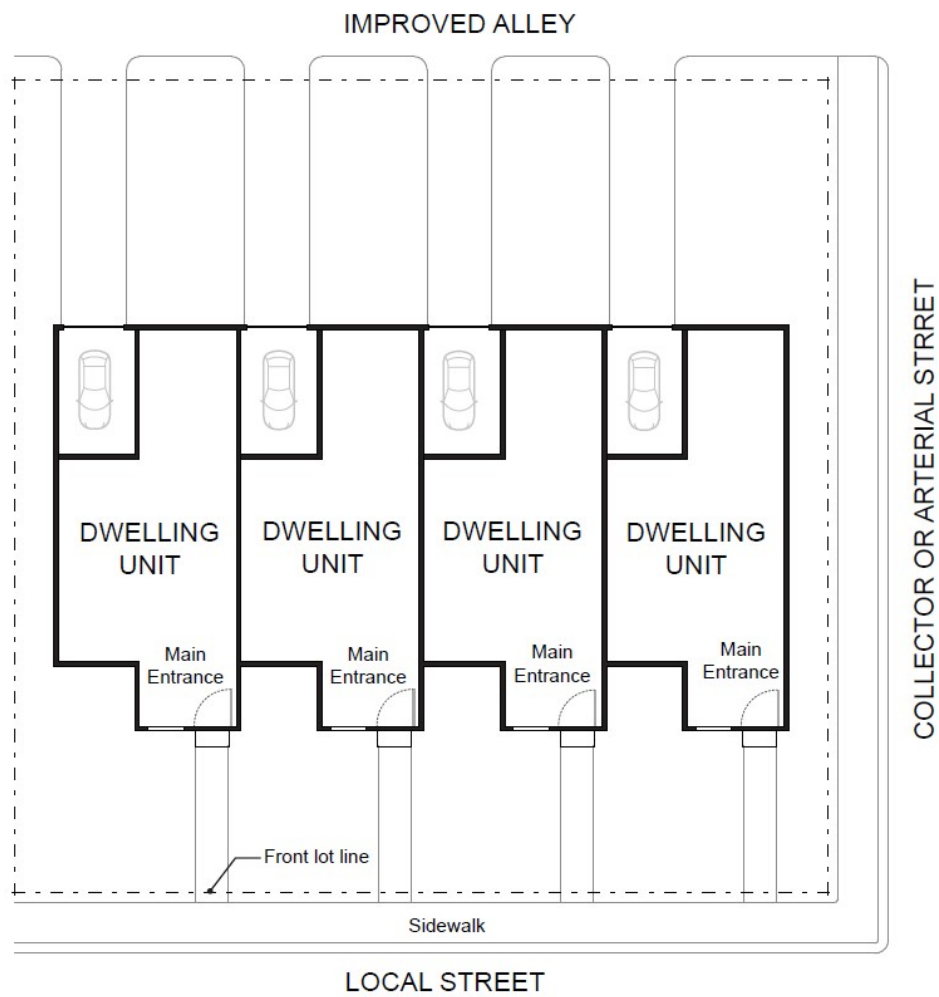 IMPROVED ALLEY
COLLECTOR OR ARTERIAL STRRET
DWELLING
UNIT
DWELLING
UNIT
DWELLING
UNIT
DWELLING
UNIT
Main
Entrance
Main
Entrance
Main
Entrance
Main
Entrance
Front lot line
Sidewalk
LOCAL STREET